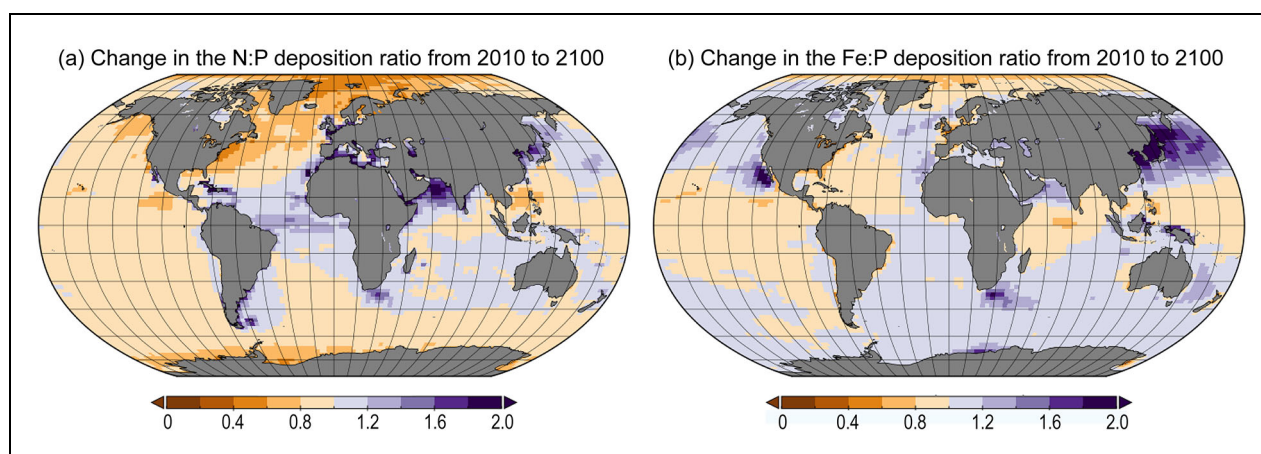 (a) Change in the N:P deposition ratio from 2010 to 2100
(b) Change in the Fe:P deposition ratio from 2010 to 2100
0 0.4 0.8 1.2 1.6 2.0
0 0.4 0.8 1.2 1.6 2.0